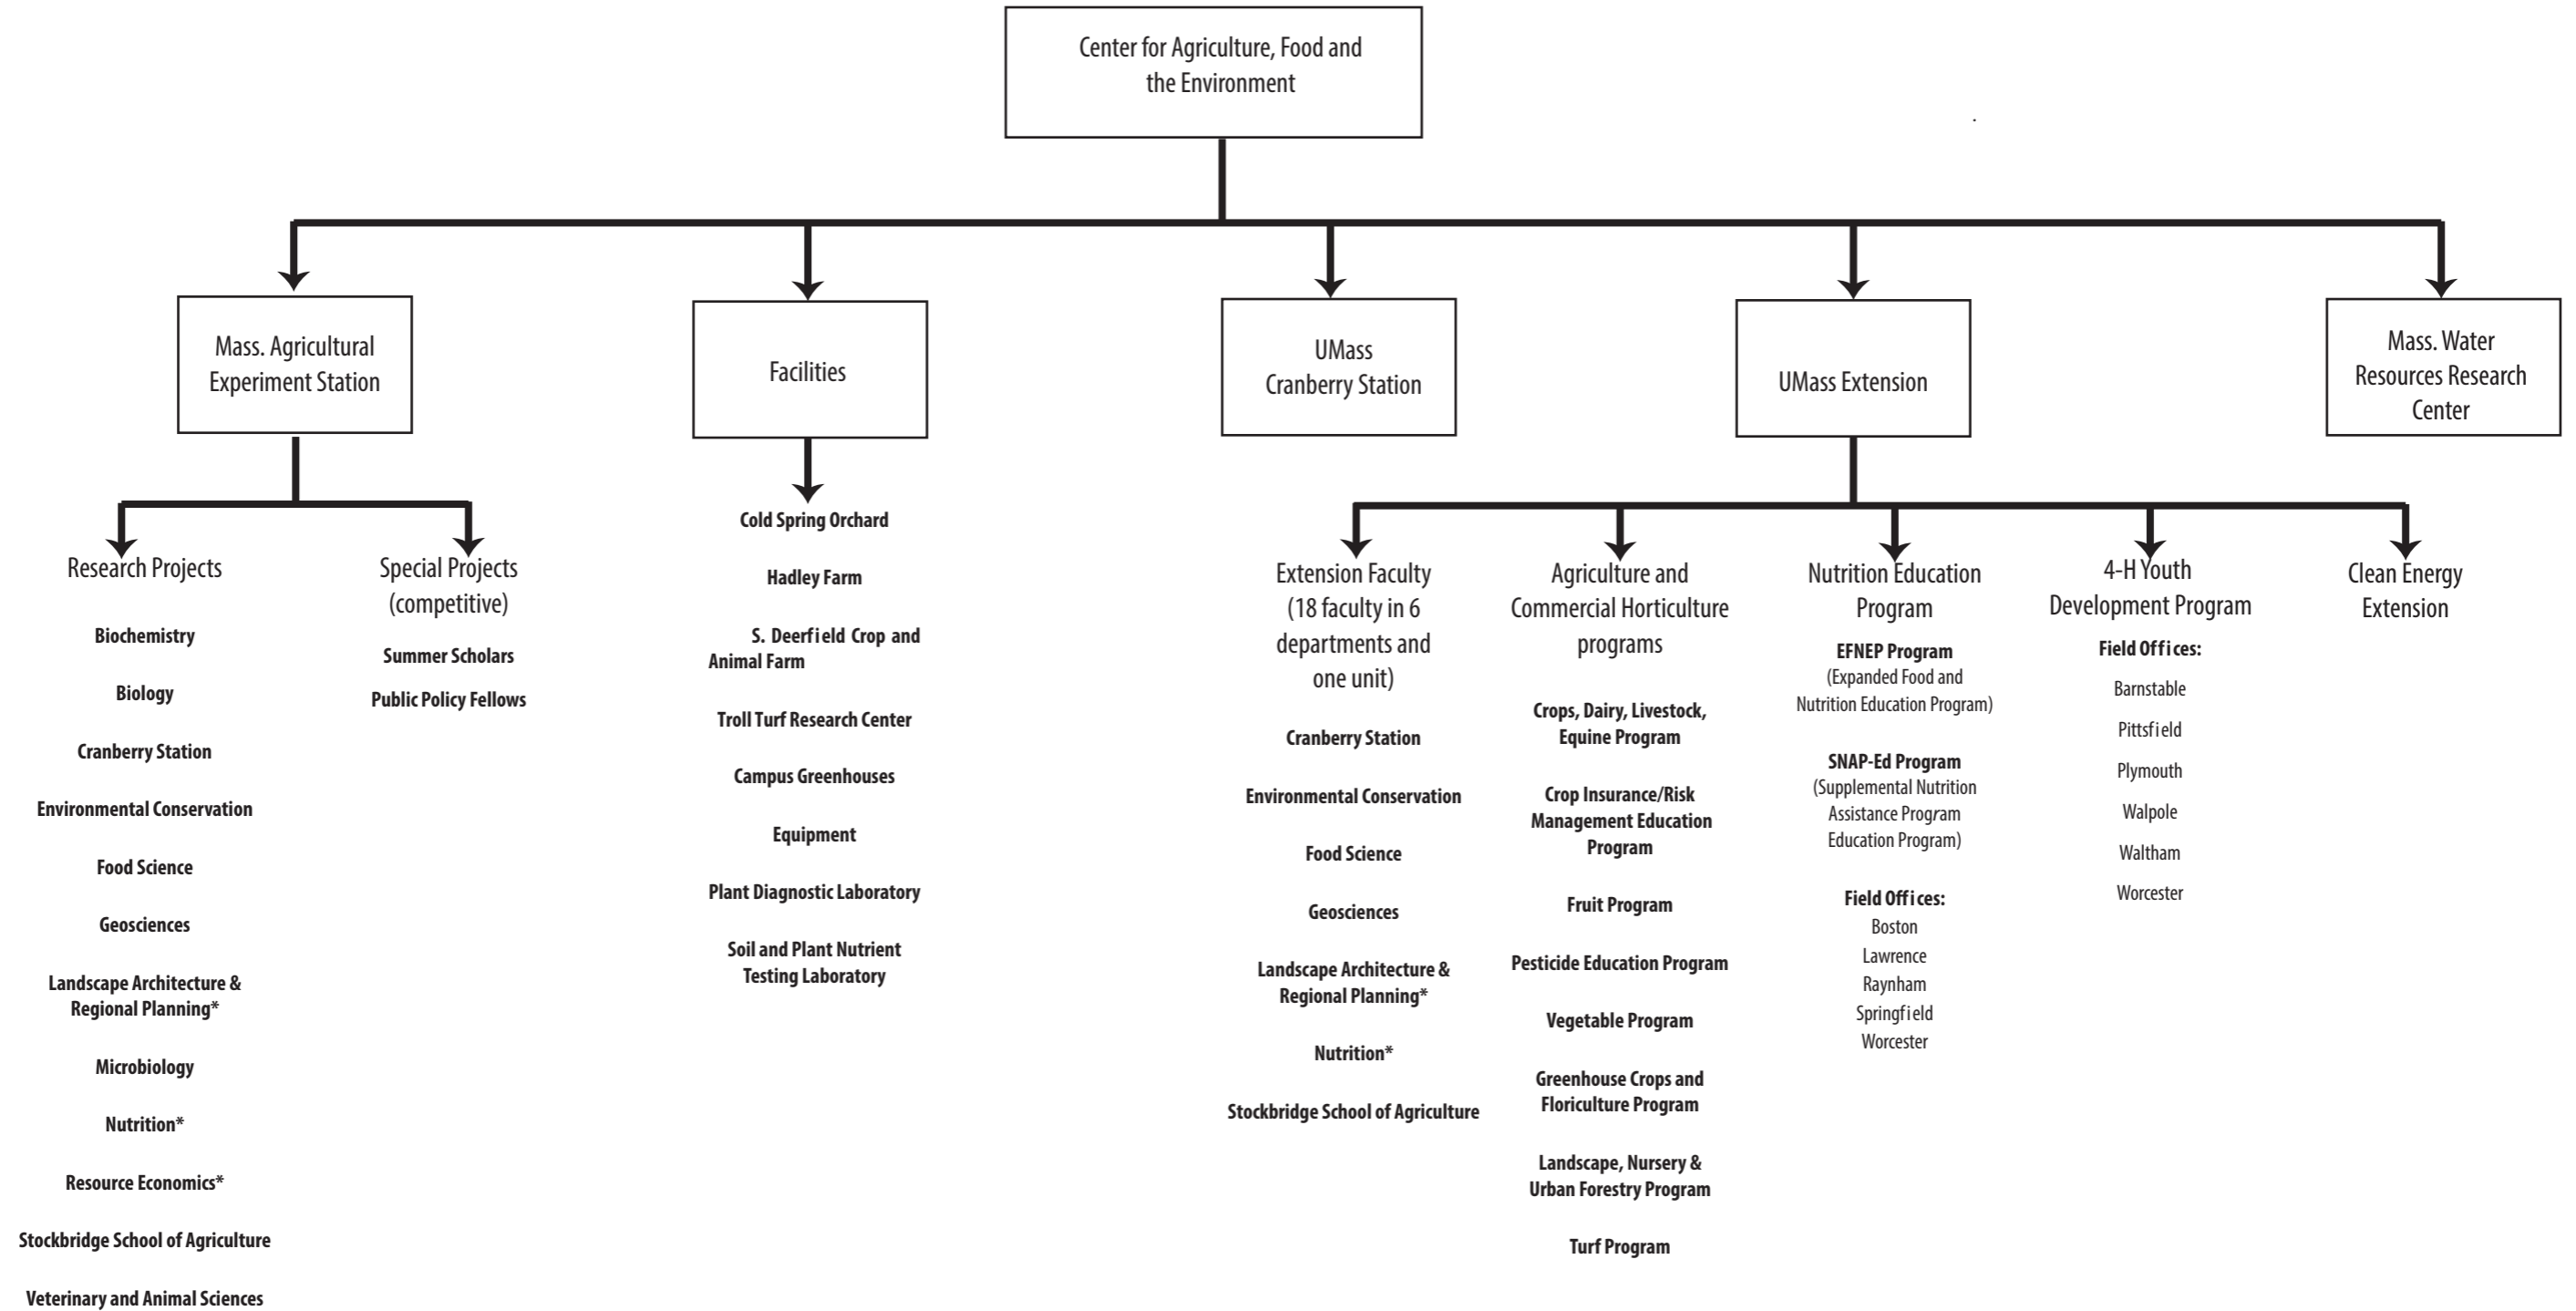 Center for Agriculture, Food and
the Environment
Mass. Agricultural
Experiment Station
Facilities
UMass
Cranberry Station
UMass Extension
Mass. Water
Resources Research
Center
Research Projects
Biochemistry
Biology
Cranberry Station
Environmental Conservation
Food Science
Geosciences
Landscape Architecture &
Regional Planning*
Microbiology
Nutrition*
Resource Economics*
Stockbridge School of Agriculture
Veterinary and Animal Sciences
Special Projects
(competitive)
Summer Scholars
Public Policy Fellows
Cold Spring Orchard
Hadley Farm
S. Deerfield Crop and
Animal Farm
Troll Turf Research Center
Campus Greenhouses
Equipment
Plant Diagnostic Laboratory
Soil and Plant Nutrient
Testing Laboratory
Extension Faculty
(18 faculty in 6
departments and
one unit)
Cranberry Station
Environmental Conservation
Food Science
Geosciences
Landscape Architecture &
Regional Planning*
Nutrition*
Stockbridge School of Agriculture
Agriculture and
Commercial Horticulture
programs
Crops, Dairy, Livestock,
Equine Program
Crop Insurance/Risk
Management Education
Program
Fruit Program
Pesticide Education Program
Vegetable Program
Greenhouse Crops and
Floriculture Program
Landscape, Nursery &
Urban Forestry Program
Turf Program
Nutrition Education
Program
EFNEP Program
(Expanded Food and
Nutrition Education Program)
SNAP-Ed Program
(Supplemental Nutrition
Assistance Program
Education Program)
Field Offices:
Boston
Lawrence
Raynham
Springfield
Worcester
4-H Youth
Development Program
Field Offices:
Barnstable
Pittsfield
Plymouth
Walpole
Waltham
Worcester
Clean Energy
Extension